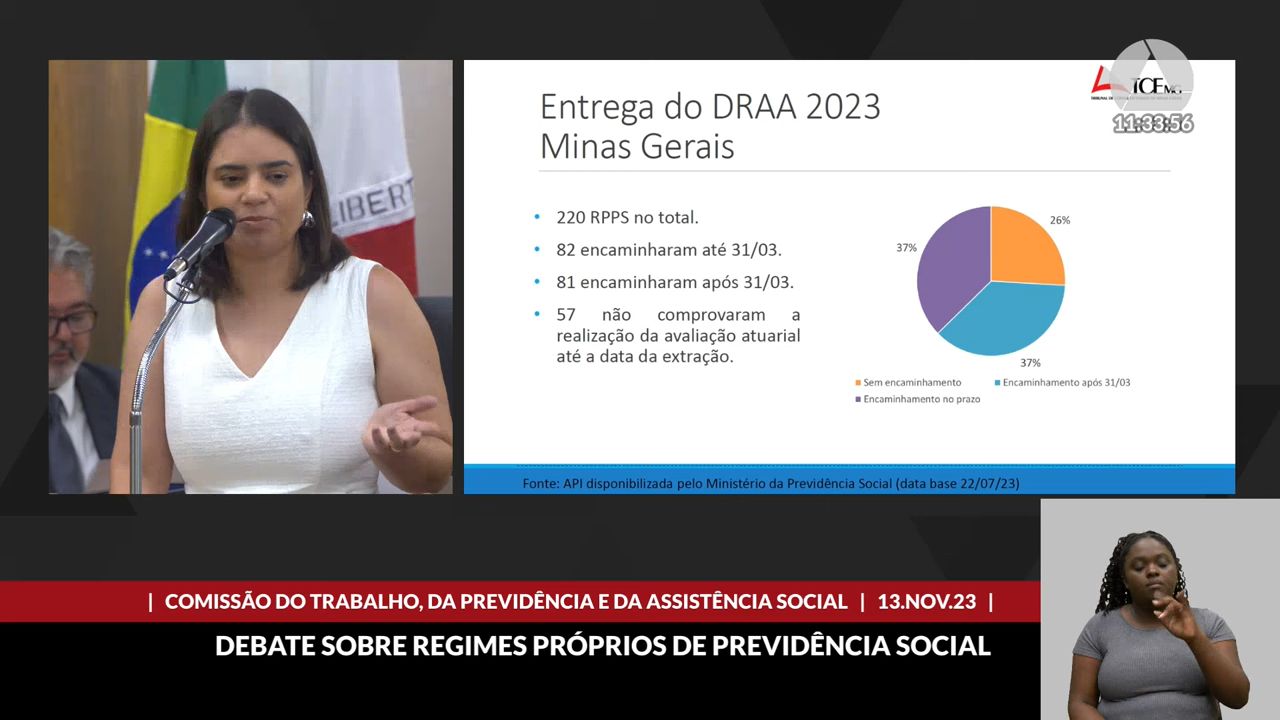 LIBERT
Entrega do DRAA 2023
Minas Gerais
TCE MG
11:33:56
• 220 RPPS no total.
• 82 encaminharam até 31/03.
• 81 encaminharam após 31/03.
• 57 não comprovaram a
realização da avaliação atuarial
até a data da extração.
26%
37%
37%
Sem encaminhamento
Encaminhamento após 31/03
Encaminhamento no prazo
Fonte: API disponibilizada pelo Ministério da Previdência Social (data base 22/07/23)
| COMISSÃO DO TRABALHO, DA PREVIDÊNCIA E DA ASSISTÊNCIA SOCIAL | 13.NOV.23 |
DEBATE SOBRE REGIMES PRÓPRIOS DE PREVIDÊNCIA SOCIAL